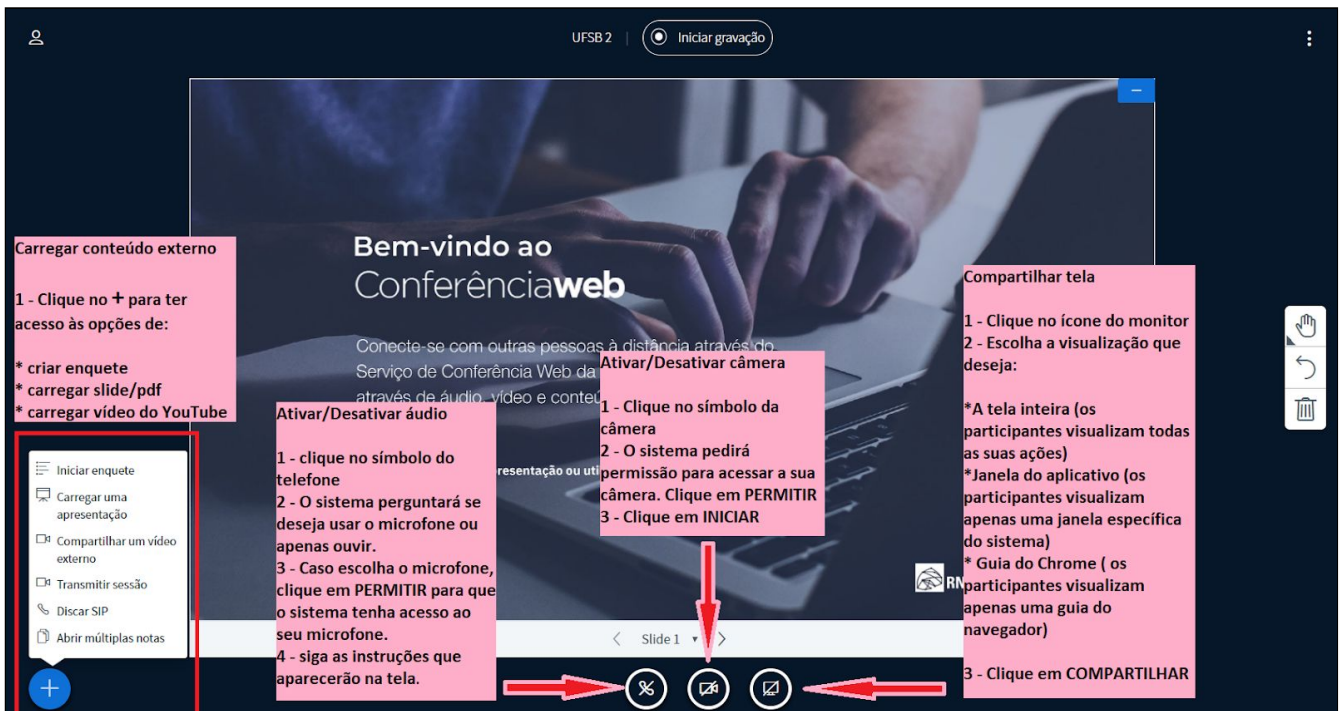 UFSB 2 | Iniciar gravação
Bem-vindo ao
Conferênciaweb
Conecte-se com outras pessoas à distância através do
Serviço de Conferência Web da
através de áudio, vídeo e
ou
RN
Carregar conteúdo externo
1 - Clique no + para ter
acesso às opções de:
* criar enquete
* carregar slide/pdf
* carregar vídeo do YouTube
Iniciar enquete
Carregar uma
apresentação
Compartilhar um vídeo
externo
Transmitir sessão
Discar SIP
Abrir múltiplas notas
Ativar/Desativar áudio
1 - clique no símbolo do
telefone
2 - O sistema perguntará se
deseja usar o microfone ou
apenas ouvir.
3 - Caso escolha o microfone,
clique em PERMITIR para que
o sistema tenha acesso ao
seu microfone.
4 - siga as instruções que
aparecerão na tela.
Ativar/Desativar câmera
1 - Clique no símbolo da
câmera
2 - O sistema pedirá
permissão para acessar a sua
câmera. Clique em PERMITIR
3 - Clique em INICIAR
Compartilhar tela
1 - Clique no ícone do monitor
2 - Escolha a visualização que
deseja:
*A tela inteira (os
participantes visualizam todas
as suas ações)
*Janela do aplicativo (os
participantes visualizam
apenas uma janela específica
do sistema)
* Guia do Chrome ( os
participantes visualizam
apenas uma guia do
navegador)
3 - Clique em COMPARTILHAR
Slide 1